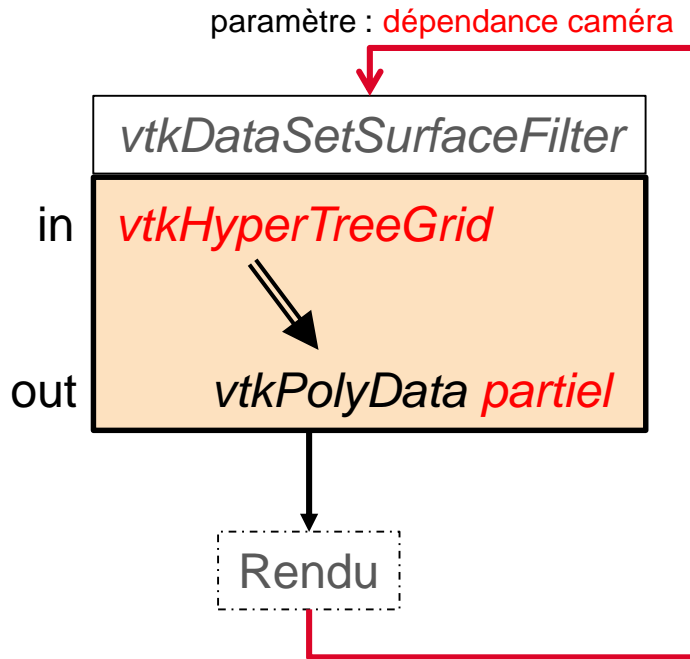 paramètre : dépendance caméra
vtkDataSetSurfaceFilter
in vtkHyperTreeGrid
out vtkPolyData partiel
Rendu